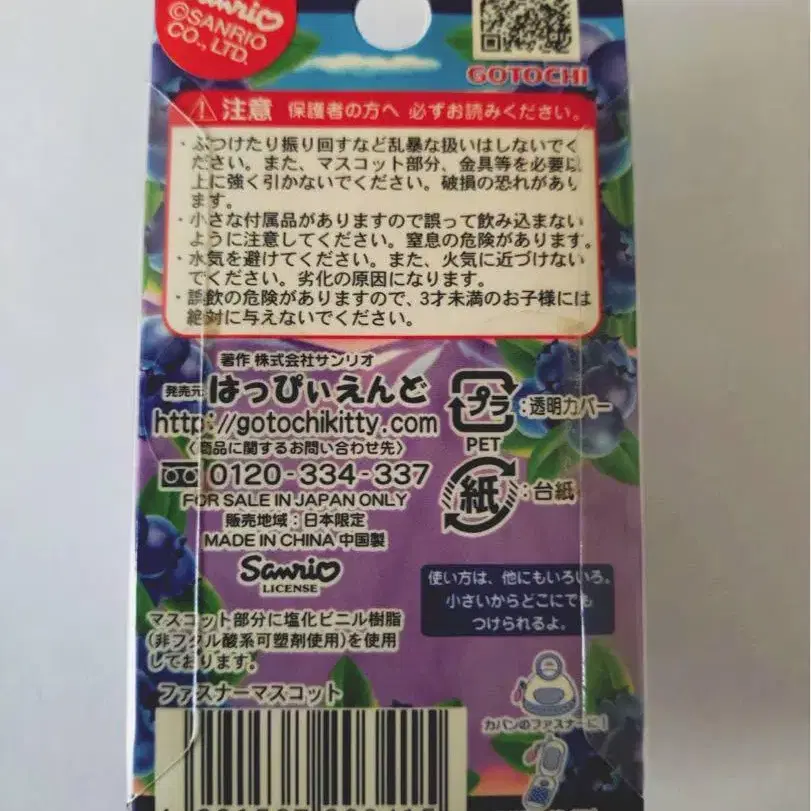 Sanrio
©SANRIO
CO., LTD.
GOTOCHI
注意 保護者の方へ 必ずお読みください。
・ぶつけたり振り回すなど乱暴な扱いはしないでく
ださい。また、マスコット部分、金具等を必要以
上に強く引かないでください。破損の恐れがあり
ます。
・小さな付属品がありますので誤って飲み込まない
ように注意してください。窒息の危険があります。
・水気を避けてください。また、火気に近づけない
でください。劣化の原因になります。
・誤飲の危険がありますので、3才未満のお子様には
絶対に与えないでください。
著作 株式会社サンリオ
発売元 はっぴぃえんど
http://gotochikitty.com
〈商品に関するお問い合わせ先〉
0120-334-337
FOR SALE IN JAPAN ONLY
販売地域：日本限定
MADE IN CHINA 中国製
Sanrio
LICENSE
プラ：透明カバー
PET
紙：台紙
マスコット部分に塩化ビニル樹脂
(非フタル酸系可塑剤使用)を使用
しております。
ファスナーマスコット
使い方は、他にもいろいろ。
小さいからどこにでも
つけられるよ。
カバンのファスナーに！